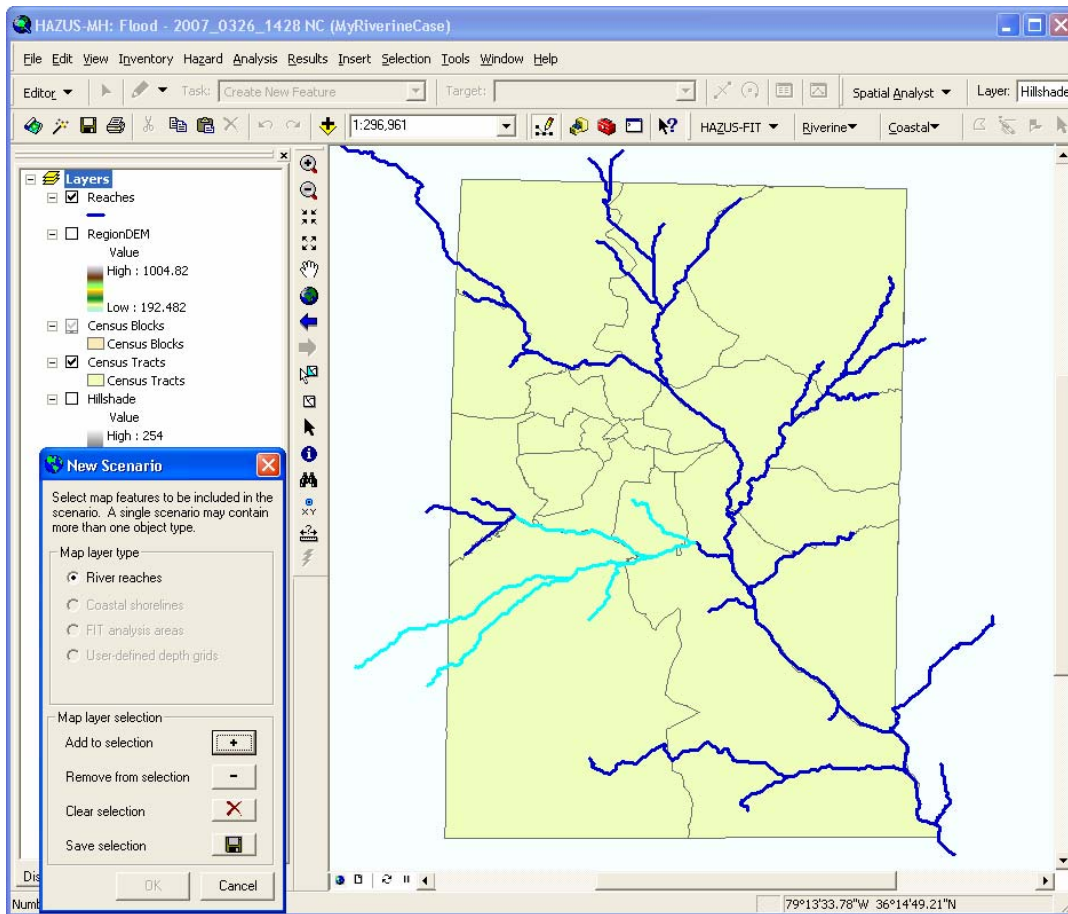 HAZUS-MH: Flood - 2007_0326_1428 NC (MyRiverineCase)
File Edit View Inventory Hazard Analysis Results Insert Selection Tools Window Help
Editor Task: Create New Feature Target: Spatial Analyst Layer: Hillshade
1:296,961 HAZUS-FIT Riverine Coastal
Layers
Reaches
RegionDEM
Value
High : 1004.82
Low : 192.482
Census Blocks
Census Blocks
Census Tracts
Census Tracts
Hillshade
Value
High : 254
XY
New Scenario
Select map features to be included in the
scenario. A single scenario may contain
more than one object type.
Map layer type
River reaches
Coastal shorelines
FIT analysis areas
User-defined depth grids
Map layer selection
Add to selection +
Remove from selection -
Clear selection
Save selection
OK Cancel
79°13'33.78"W 36°14'49.21"N